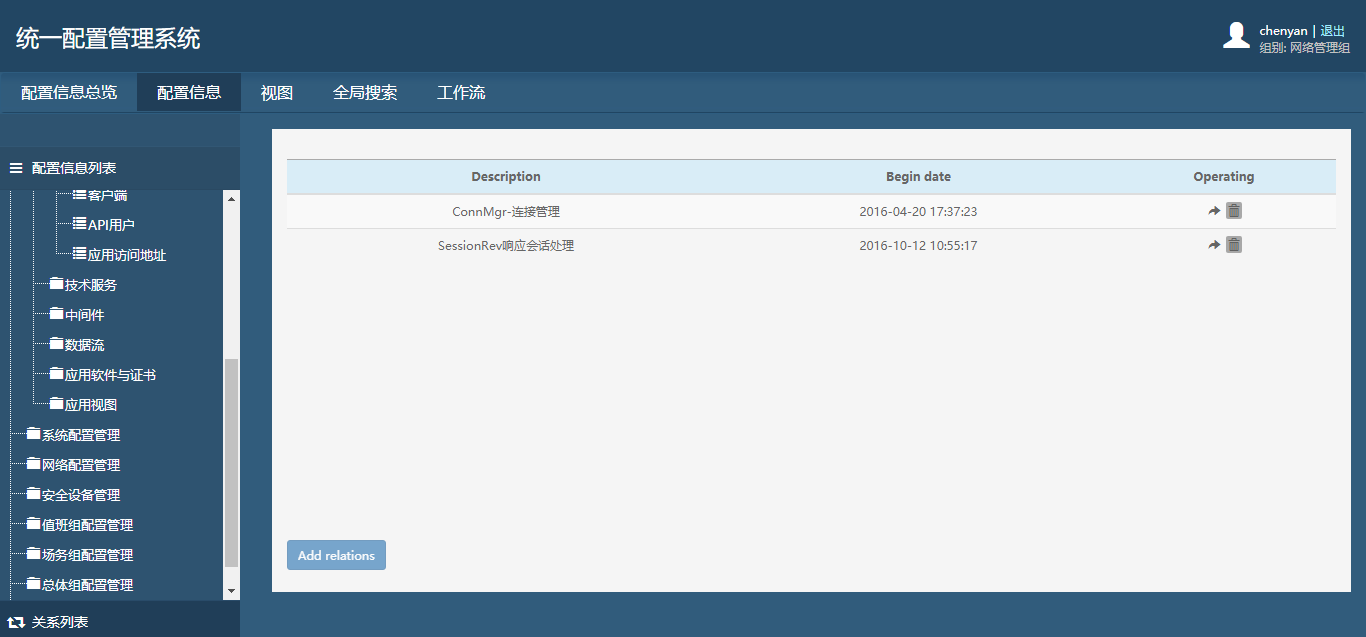 统一配置管理系统
chenyan | 退出
组别: 网络管理组
配置信息总览 配置信息 视图 全局搜索 工作流
配置信息列表
客户端
API用户
应用访问地址
技术服务
中间件
数据流
应用软件与证书
应用视图
系统配置管理
网络配置管理
安全设备管理
值班组配置管理
场务组配置管理
总体组配置管理
关系列表
Description Begin date Operating
ConnMgr-连接管理 2016-04-20 17:37:23
SessionRev响应会话处理 2016-10-12 10:55:17
Add relations